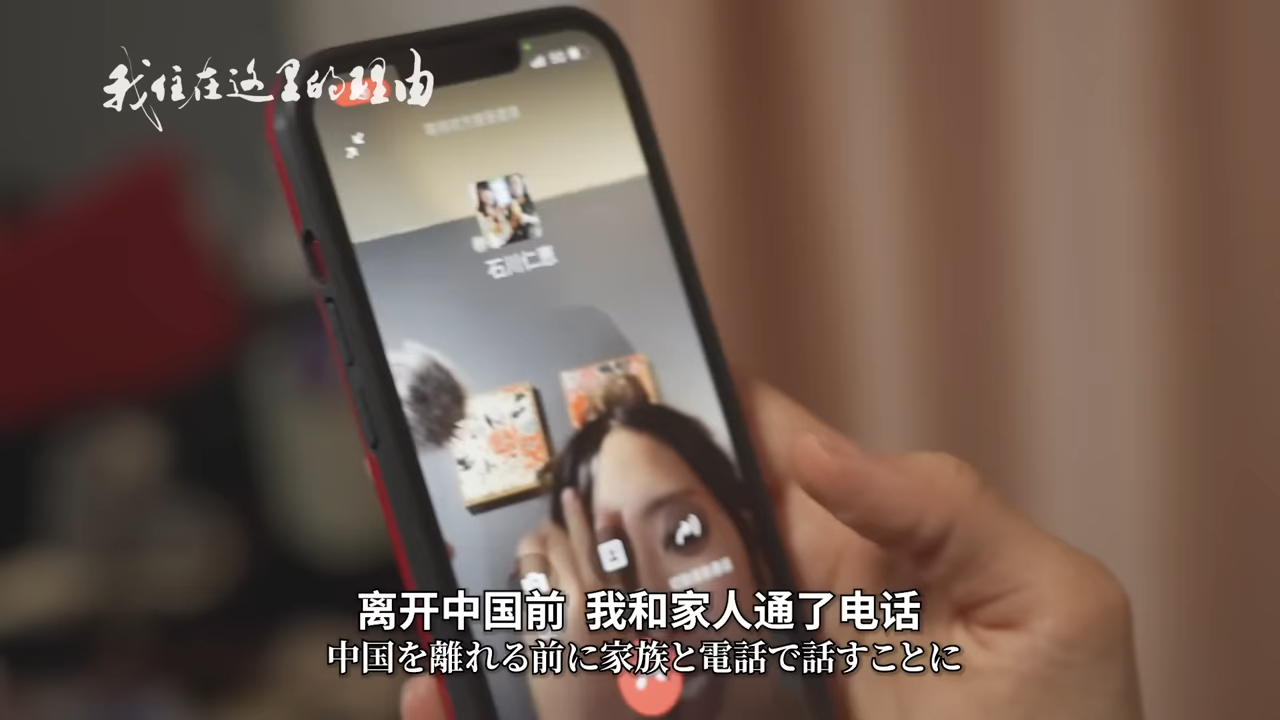 我住在这里的理由
石川仁恵
离开中国前 我和家人通了电话
中国を離れる前に家族と電話で話すことに